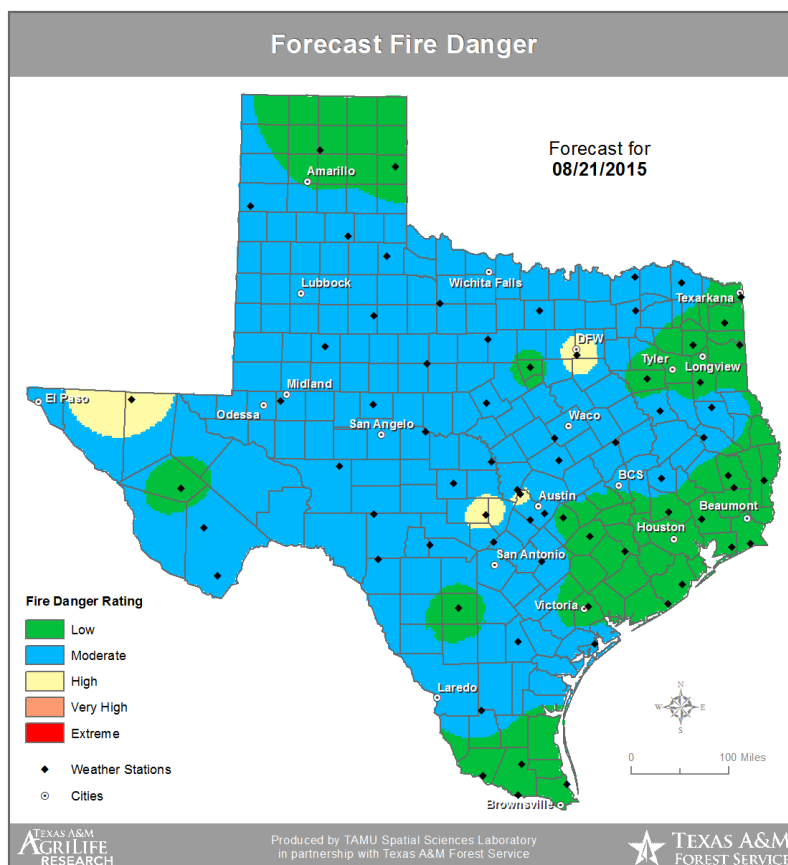 Forecast Fire Danger
Forecast for
08/21/2015
Amarillo
Lubbock
Wichita Falls
Texarkana
DFW
Tyler
Longview
El Paso
Midland
Odessa
San Angelo
Waco
BCS
Austin
Beaumont
Houston
San Antonio
Victoria
Laredo
Brownsville
Fire Danger Rating
Low
Moderate
High
Very High
Extreme
Weather Stations
Cities
N
W E
S
0 100 Miles
TEXAS A&M
AGRILIFE
RESEARCH
Produced by TAMU Spatial Sciences Laboratory
in partnership with Texas A&M Forest Service
TEXAS A&M
FOREST SERVICE